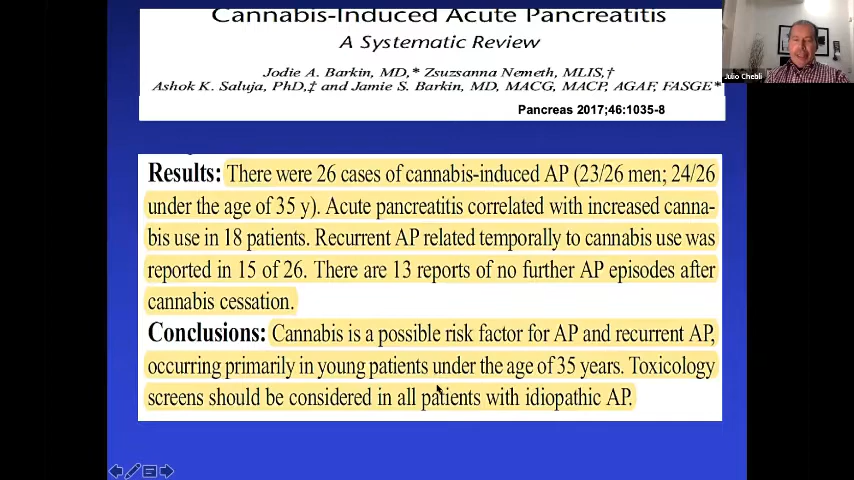 Cannabis-Induced Acute Pancreatitis
A Systematic Review
Jodie A. Barkin, MD,* Zsuzsanna Nemeth, MLIS,†
Ashok K. Saluja, PhD,‡ and Jamie S. Barkin, MD, MACG, MACP, AGAF, FASGE*
Pancreas 2017;46:1035-8
Julio Chebli
Results: There were 26 cases of cannabis-induced AP (23/26 men; 24/26
under the age of 35 y). Acute pancreatitis correlated with increased canna-
bis use in 18 patients. Recurrent AP related temporally to cannabis use was
reported in 15 of 26. There are 13 reports of no further AP episodes after
cannabis cessation.
Conclusions: Cannabis is a possible risk factor for AP and recurrent AP,
occurring primarily in young patients under the age of 35 years. Toxicology
screens should be considered in all patients with idiopathic AP.